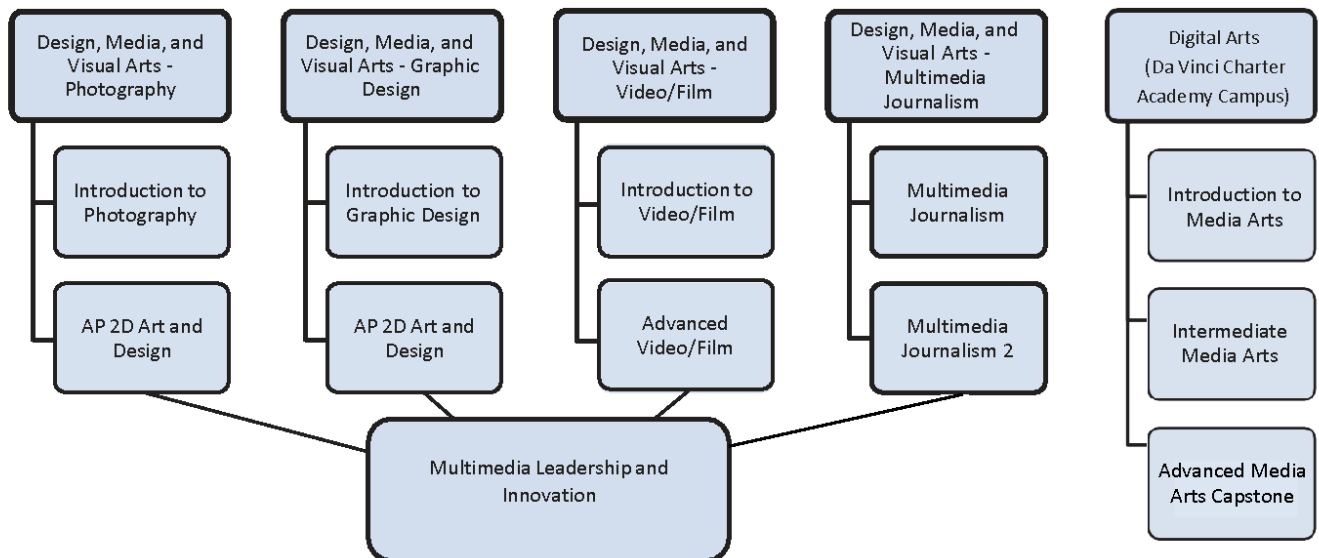 Design, Media, and
Visual Arts -
Photography
Introduction to
Photography
AP 2D Art and
Design
Design, Media, and
Visual Arts - Graphic
Design
Introduction to
Graphic Design
AP 2D Art and
Design
Design, Media, and
Visual Arts -
Video/Film
Introduction to
Video/Film
Advanced
Video/Film
Design, Media, and
Visual Arts -
Multimedia
Journalism
Multimedia
Journalism
Multimedia
Journalism 2
Multimedia Leadership and
Innovation
Digital Arts
(Da Vinci Charter
Academy Campus)
Introduction to
Media Arts
Intermediate
Media Arts
Advanced Media
Arts Capstone